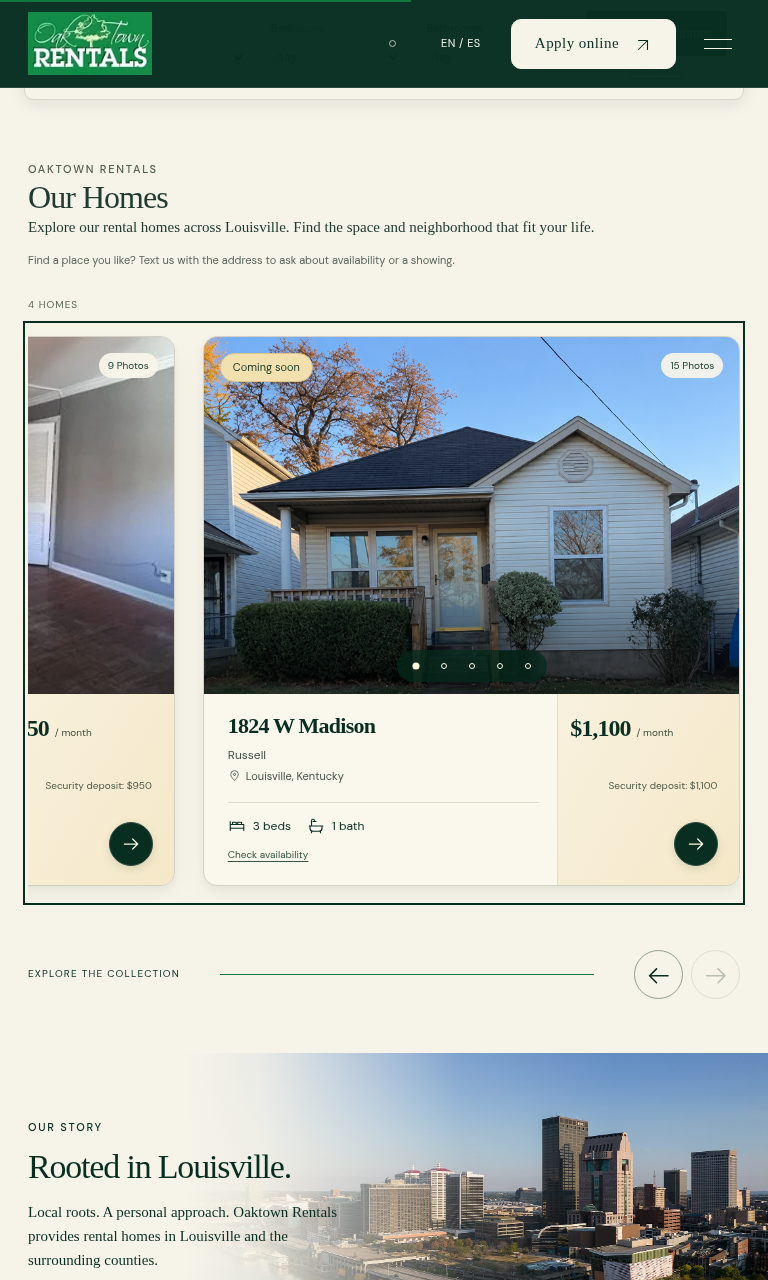 Oak Town
RENTALS
EN / ES
Apply online
OAKTOWN RENTALS
Our Homes
Explore our rental homes across Louisville. Find the space and neighborhood that fit your life.
Find a place you like? Text us with the address to ask about availability or a showing.
4 HOMES
9 Photos
50 / month
Security deposit: $950
Coming soon
15 Photos
1824 W Madison
Russell
Louisville, Kentucky
3 beds
1 bath
Check availability
$1,100 / month
Security deposit: $1,100
EXPLORE THE COLLECTION
OUR STORY
Rooted in Louisville.
Local roots. A personal approach. Oaktown Rentals
provides rental homes in Louisville and the
surrounding counties.